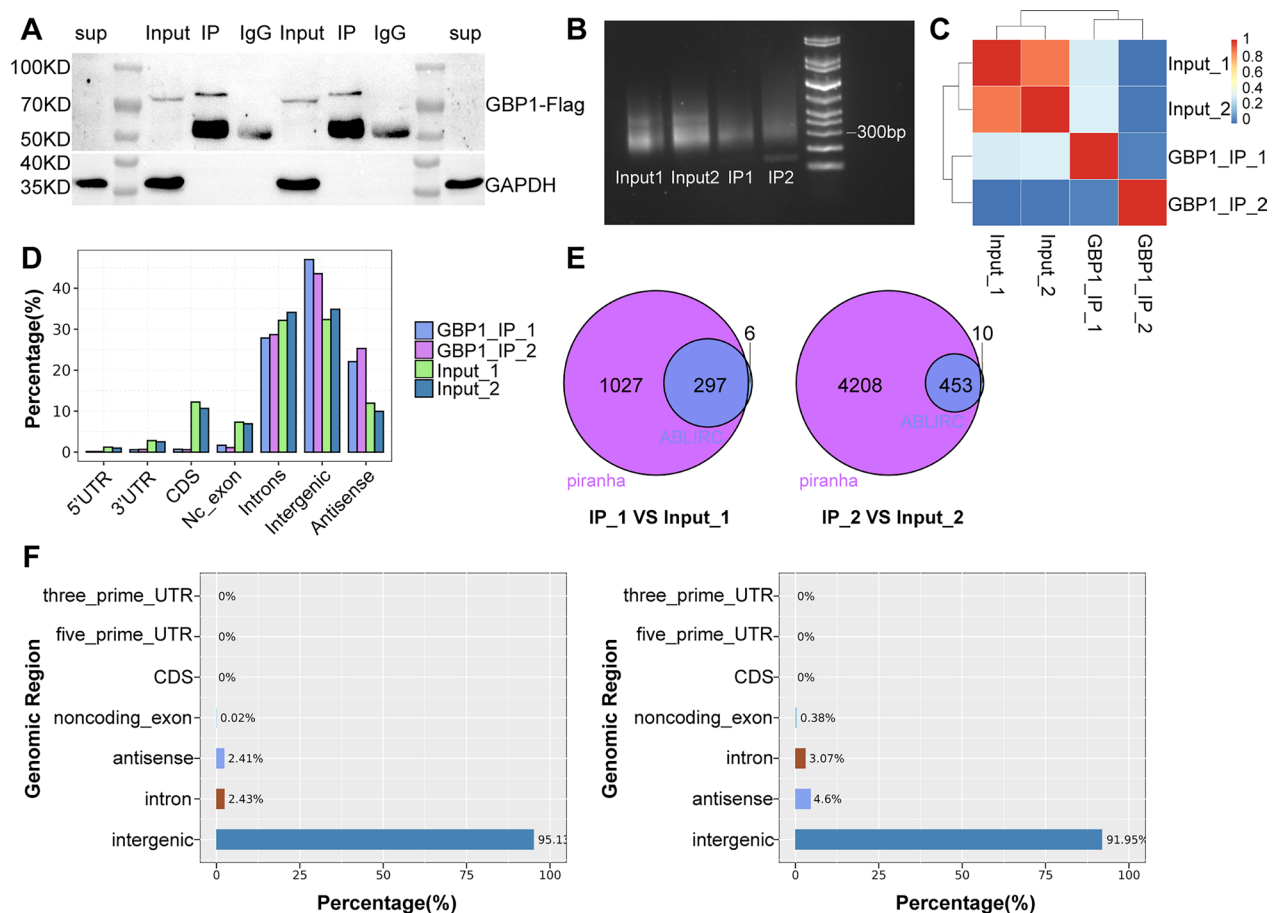 A
sup Input IP IgG Input IP IgG sup
100KD
70KD
50KD
40KD
35KD
GBP1-Flag
GAPDH
B
300bp
Input1 Input2 IP1 IP2
C
1
0.8
0.6
0.4
0.2
0
Input_1
Input_2
GBP1_IP_1
GBP1_IP_2
Input_1
Input_2
GBP1_IP_1
GBP1_IP_2
D
Percentage(%)
40
30
20
10
0
5'UTR
3'UTR
CDS
Nc_exon
Introns
Intergenic
Antisense
GBP1_IP_1
GBP1_IP_2
Input_1
Input_2
E
1027
297
6
ABLIRC
piranha
IP_1 VS Input_1
4208
453
10
ABLIRC
piranha
IP_2 VS Input_2
F
Genomic Region
three_prime_UTR 0%
five_prime_UTR 0%
CDS 0%
noncoding_exon 0.02%
antisense 2.41%
intron 2.43%
intergenic 95.13
0 25 50 75 100
Percentage(%)
Genomic Region
three_prime_UTR 0%
five_prime_UTR 0%
CDS 0%
noncoding_exon 0.38%
intron 3.07%
antisense 4.6%
intergenic 91.95%
0 25 50 75 100
Percentage(%)